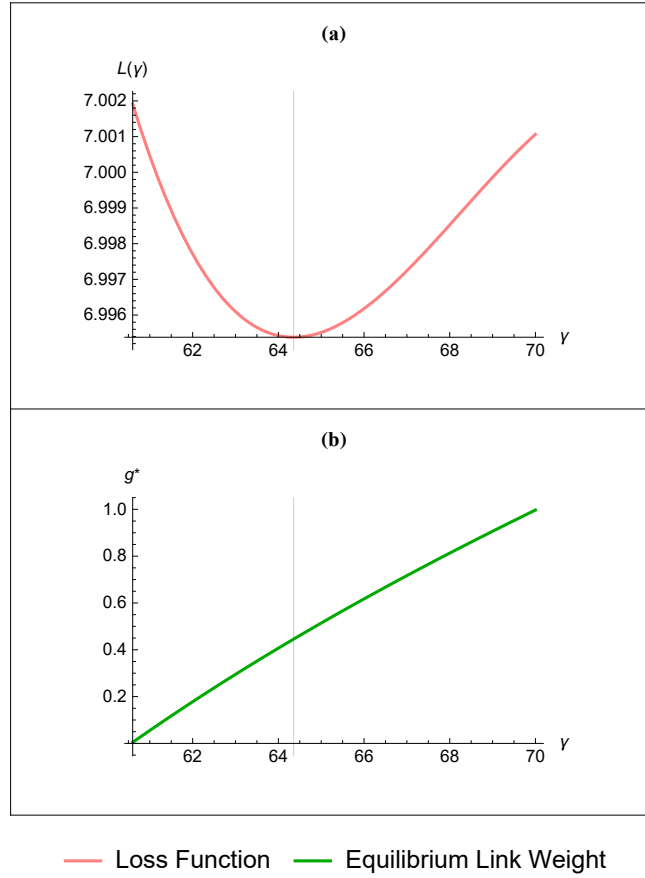 (a)
L(γ)
7.002
7.001
7.000
6.999
6.998
6.997
6.996
62 64 66 68 70 γ
(b)
g*
1.0
0.8
0.6
0.4
0.2
62 64 66 68 70 γ
Loss Function Equilibrium Link Weight